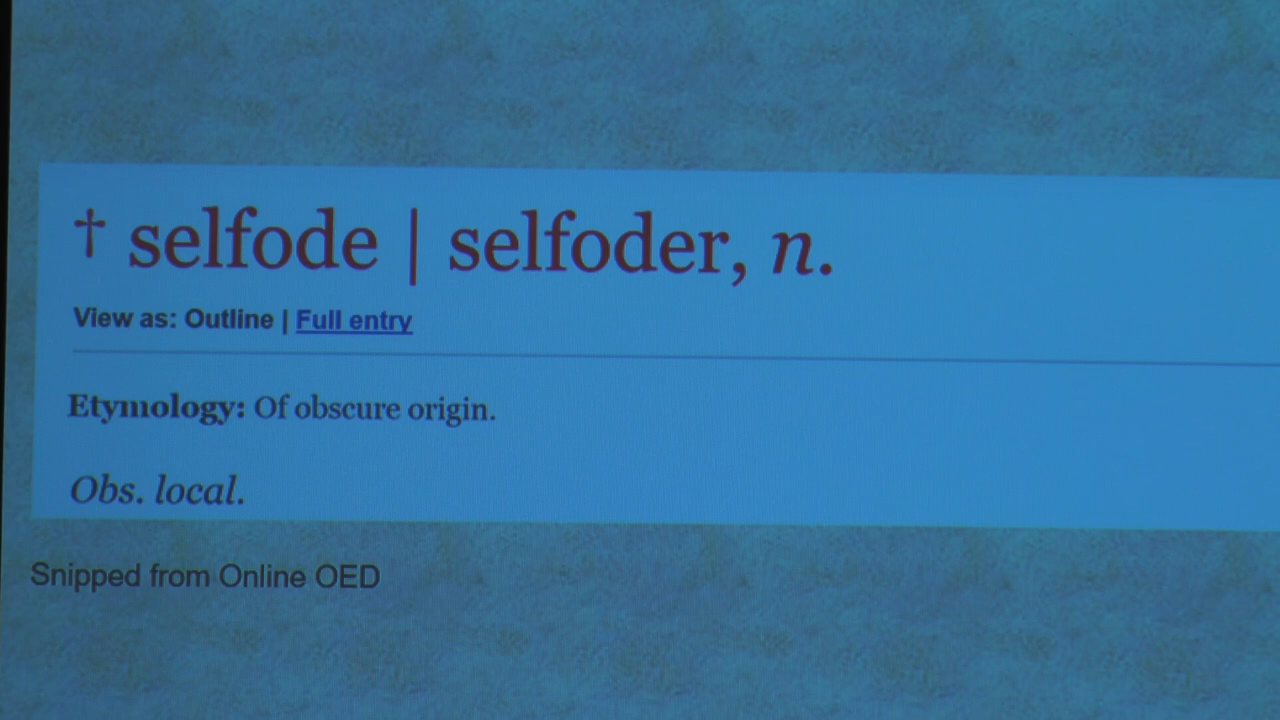 † selfode | selfoder, n.
View as: Outline | Full entry
Etymology: Of obscure origin.
Obs. local.
Snipped from Online OED